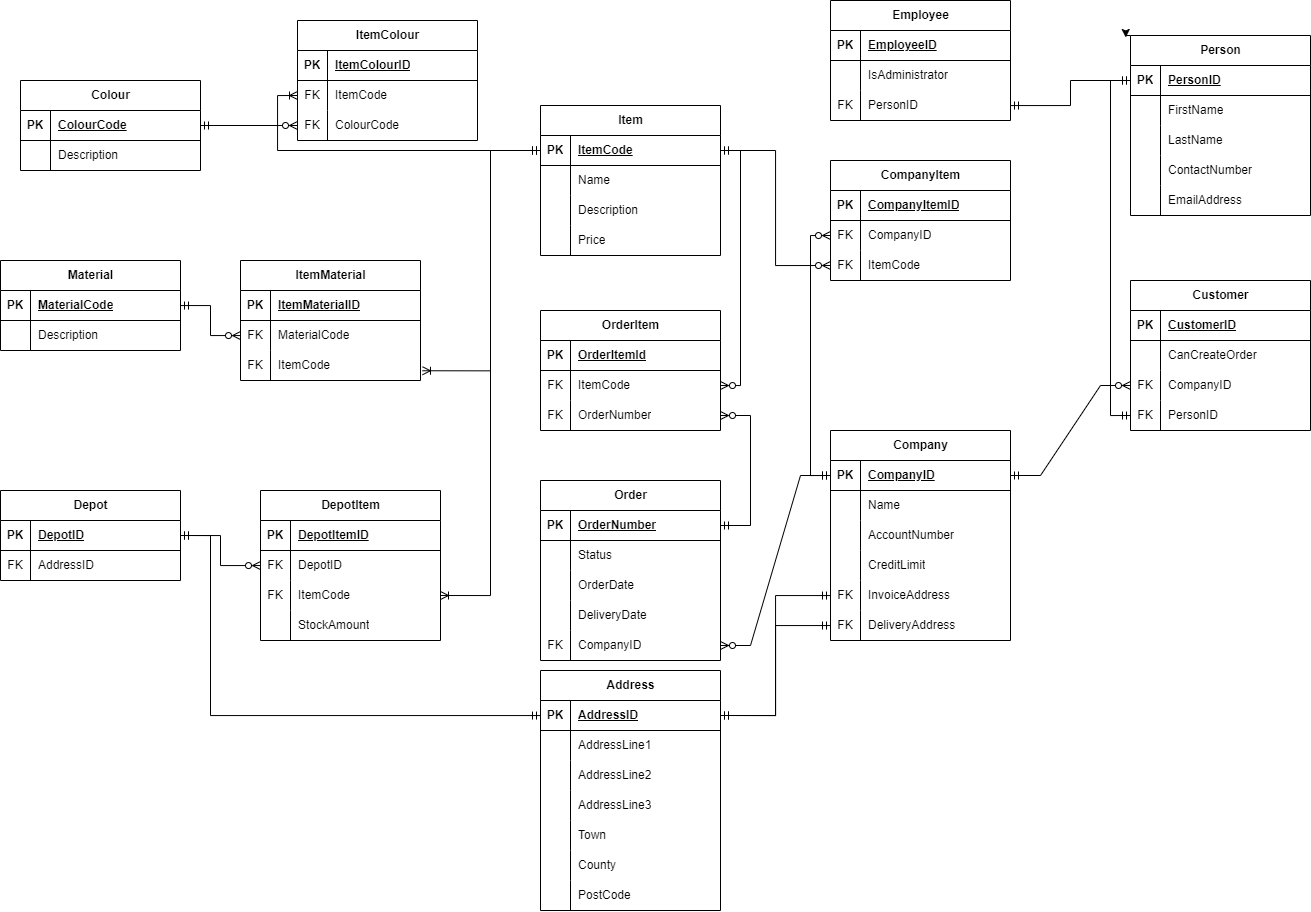 Colour
PK ColourCode
Description
ItemColour
PK ItemColourID
FK ItemCode
FK ColourCode
Item
PK ItemCode
Name
Description
Price
Employee
PK EmployeeID
IsAdministrator
FK PersonID
Person
PK PersonID
FirstName
LastName
ContactNumber
EmailAddress
CompanyItem
PK CompanyItemID
FK CompanyID
FK ItemCode
Material
PK MaterialCode
Description
ItemMaterial
PK ItemMaterialID
FK MaterialCode
FK ItemCode
OrderItem
PK OrderItemId
FK ItemCode
FK OrderNumber
Customer
PK CustomerID
CanCreateOrder
FK CompanyID
FK PersonID
Company
PK CompanyID
Name
AccountNumber
CreditLimit
FK InvoiceAddress
FK DeliveryAddress
Depot
PK DepotID
FK AddressID
DepotItem
PK DepotItemID
FK DepotID
FK ItemCode
StockAmount
Order
PK OrderNumber
Status
OrderDate
DeliveryDate
FK CompanyID
Address
PK AddressID
AddressLine1
AddressLine2
AddressLine3
Town
County
PostCode